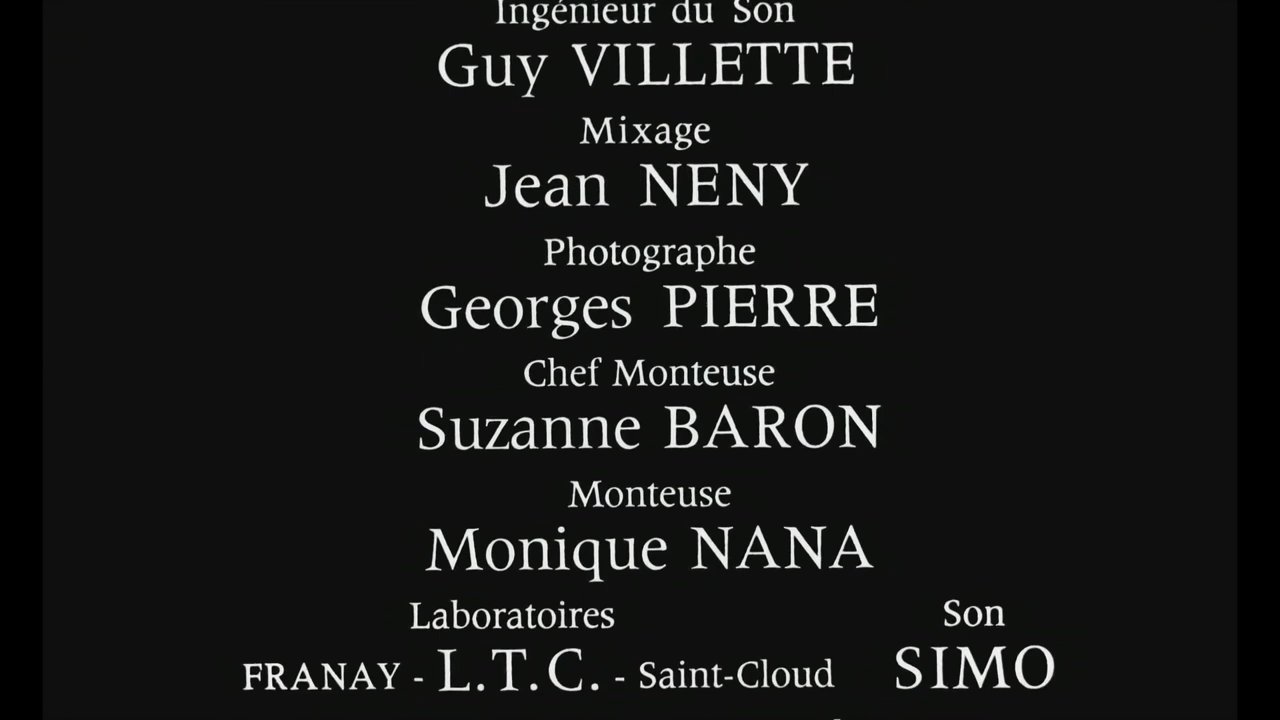 Ingénieur du Son
Guy VILLETTE
Mixage
Jean NENY
Photographe
Georges PIERRE
Chef Monteuse
Suzanne BARON
Monteuse
Monique NANA
Laboratoires Son
FRANAY - L.T.C. - Saint-Cloud SIMO